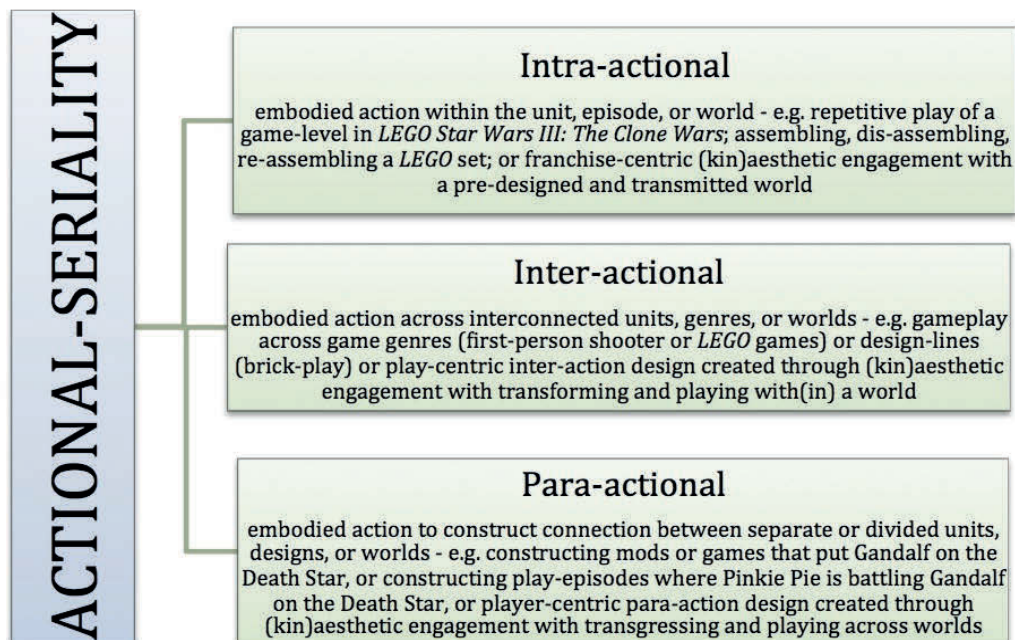 ACTIONAL-SERIALITY
Intra-actional
embodied action within the unit, episode, or world - e.g. repetitive play of a
game-level in LEGO Star Wars III: The Clone Wars; assembling, dis-assembling,
re-assembling a LEGO set; or franchise-centric (kin)aesthetic engagement with
a pre-designed and transmitted world
Inter-actional
embodied action across interconnected units, genres, or worlds - e.g. gameplay
across game genres (first-person shooter or LEGO games) or design-lines
(brick-play) or play-centric inter-action design created through (kin)aesthetic
engagement with transforming and playing with(in) a world
Para-actional
embodied action to construct connection between separate or divided units,
designs, or worlds - e.g. constructing mods or games that put Gandalf on the
Death Star, or constructing play-episodes where Pinkie Pie is battling Gandalf
on the Death Star, or player-centric para-action design created through
(kin)aesthetic engagement with transgressing and playing across worlds